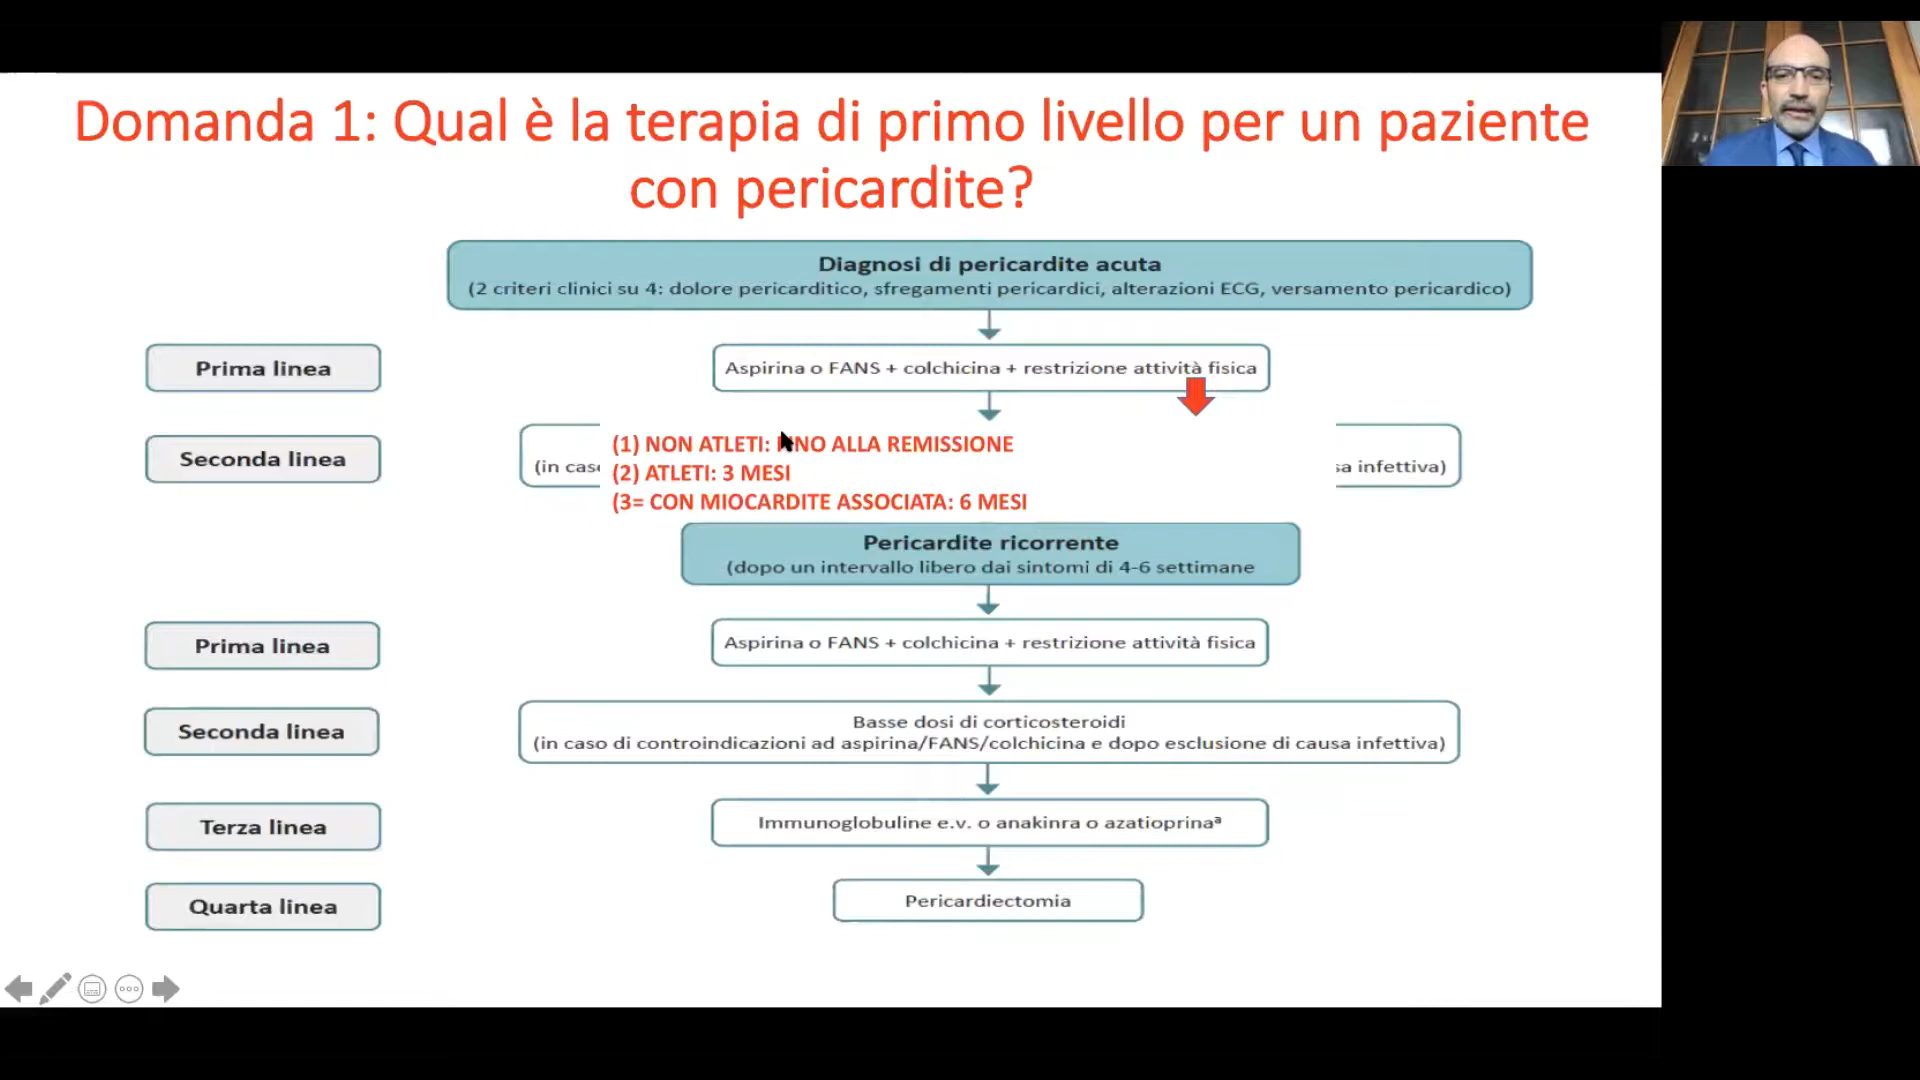 Domanda 1: Qual è la terapia di primo livello per un paziente
con pericardite?
Diagnosi di pericardite acuta
(2 criteri clinici su 4: dolore pericarditico, sfregamenti pericardici, alterazioni ECG, versamento pericardico)
Prima linea
Aspirina o FANS + colchicina + restrizione attività fisica
Seconda linea
(in caso
infettiva)
(1) NON ATLETI: FINO ALLA REMISSIONE
(2) ATLETI: 3 MESI
(3= CON MIOCARDITE ASSOCIATA: 6 MESI
Pericardite ricorrente
(dopo un intervallo libero dai sintomi di 4-6 settimane
Prima linea
Aspirina o FANS + colchicina + restrizione attività fisica
Seconda linea
Basse dosi di corticosteroidi
(in caso di controindicazioni ad aspirina/FANS/colchicina e dopo esclusione di causa infettiva)
Terza linea
Immunoglobuline e.v. o anakinra o azatioprinaª
Quarta linea
Pericardiectomia